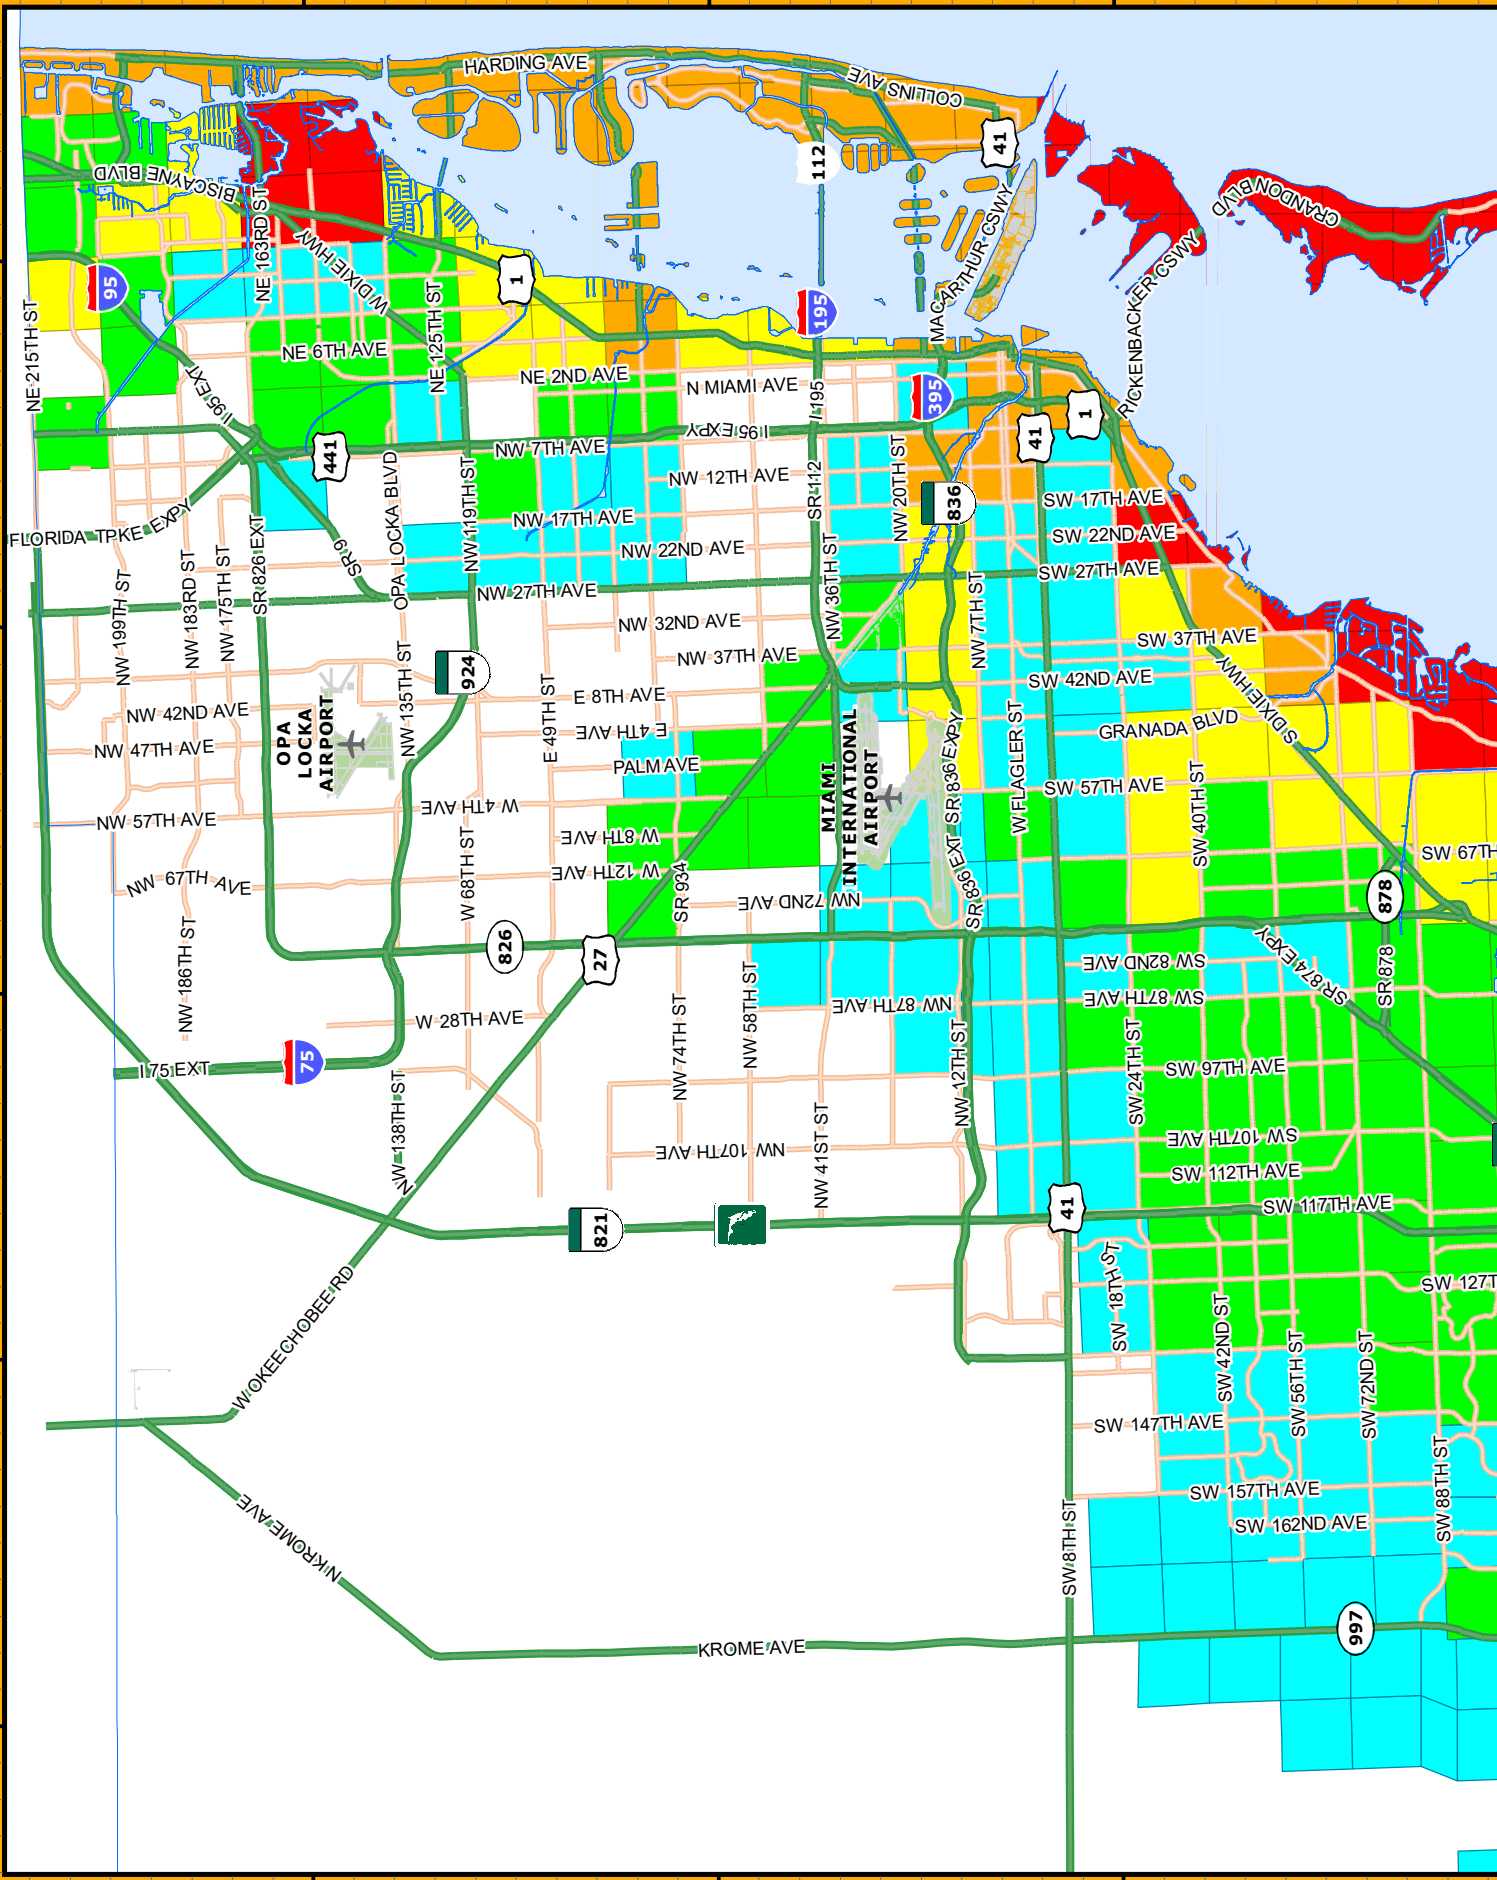 HARDING AVE
COLLINS AVE
41
112
BISCAYNE BLVD
CRANDON BLVD
NE 163RD ST
MACARTHUR CSWY
W DIXIE HWY
RICKENBACKER CSWY
95
1
195
NE 215TH ST
NE 125TH ST
NE 6TH AVE
I 95 EXT
NE 2ND AVE
N MIAMI AVE
I 195
395
1
41
I 95 EXPY
441
NW 7TH AVE
NW 12TH AVE
SR 112
NW 20TH ST
836
OPA LOCKA BLVD
NW 119TH ST
SW 17TH AVE
NW 17TH AVE
FLORIDA TPKE EXPY
SR 9
SR 826 EXT
NW 22ND AVE
SW 22ND AVE
SW 27TH AVE
NW 27TH AVE
NW 199TH ST
NW 183RD ST
NW 175TH ST
NW 36TH ST
NW 7TH ST
NW 32ND AVE
SW 37TH AVE
NW 37TH AVE
924
NW 135TH ST
SW 42ND AVE
E 8TH AVE
S DIXIE HWY
NW 42ND AVE
E 4TH AVE
GRANADA BLVD
E 49TH ST
OPA
LOCKA
AIRPORT
NW 47TH AVE
PALM AVE
MIAMI
INTERNATIONAL
AIRPORT
SR 836 EXPY
W FLAGLER ST
SW 57TH AVE
W 4TH AVE
NW 57TH AVE
SW 40TH ST
W 8TH AVE
SW 67TH
W 68TH ST
W 12TH AVE
NW 67TH AVE
SR 934
NW 72ND AVE
SR 836 EXT
878
826
27
SW 82ND AVE
SR 874 EXPY
SR 878
NW 186TH ST
NW 58TH ST
NW 87TH AVE
SW 87TH AVE
W 28TH AVE
NW 74TH ST
NW 12TH ST
SW 24TH ST
75
I 75 EXT
SW 97TH AVE
NW 138TH ST
NW 41ST ST
NW 107TH AVE
SW 107TH AVE
SW 112TH AVE
N
SW 117TH AVE
41
821
SW 18TH ST
SW 127T
W OKEECHOBEE RD
SW 42ND ST
SW 56TH ST
SW 72ND ST
SW 147TH AVE
SW 88TH ST
SW 157TH AVE
SW 162ND AVE
N KROME AVE
SW 8TH ST
997
KROME AVE